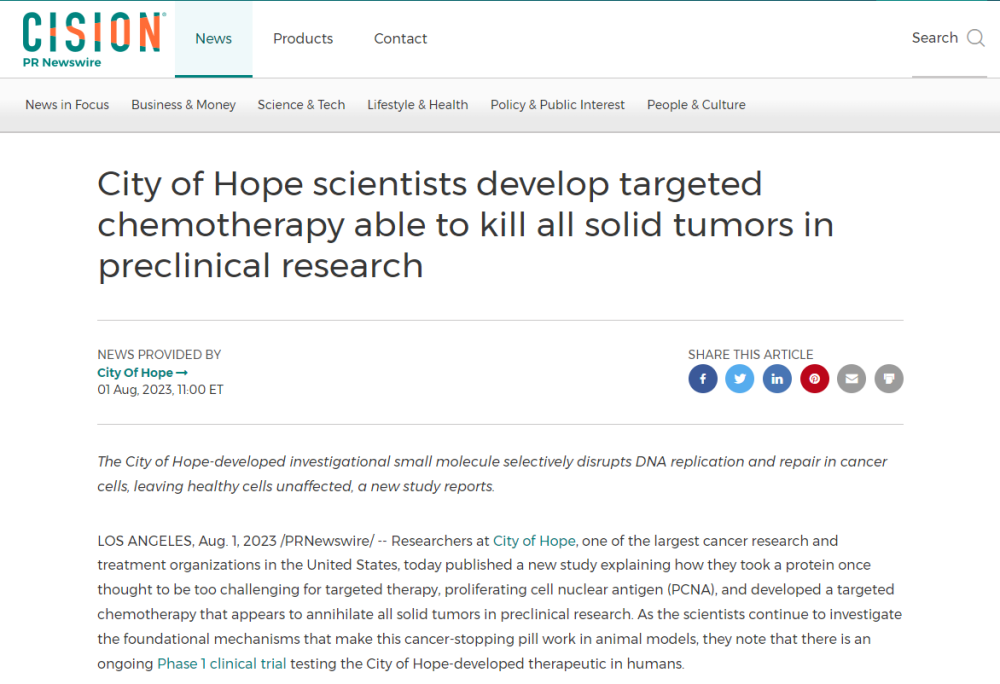 CISION
PR Newswire
News
Products
Contact
Search
News in Focus
Business & Money
Science & Tech
Lifestyle & Health
Policy & Public Interest
People & Culture
City of Hope scientists develop targeted
chemotherapy able to kill all solid tumors in
preclinical research
NEWS PROVIDED BY
City Of Hope →
01 Aug, 2023, 11:00 ET
SHARE THIS ARTICLE
The City of Hope-developed investigational small molecule selectively disrupts DNA replication and repair in cancer
cells, leaving healthy cells unaffected, a new study reports.
LOS ANGELES, Aug. 1, 2023 /PRNewswire/ -- Researchers at City of Hope, one of the largest cancer research and
treatment organizations in the United States, today published a new study explaining how they took a protein once
thought to be too challenging for targeted therapy, proliferating cell nuclear antigen (PCNA), and developed a targeted
chemotherapy that appears to annihilate all solid tumors in preclinical research. As the scientists continue to investigate
the foundational mechanisms that make this cancer-stopping pill work in animal models, they note that there is an
ongoing Phase 1 clinical trial testing the City of Hope-developed therapeutic in humans.